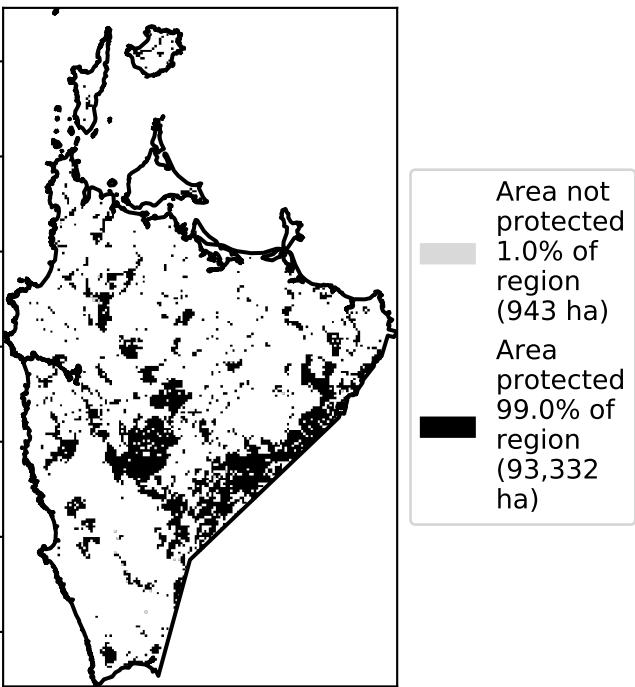 Area not
protected
1.0% of
region
(943 ha)
Area
protected
99.0% of
region
(93,332
ha)